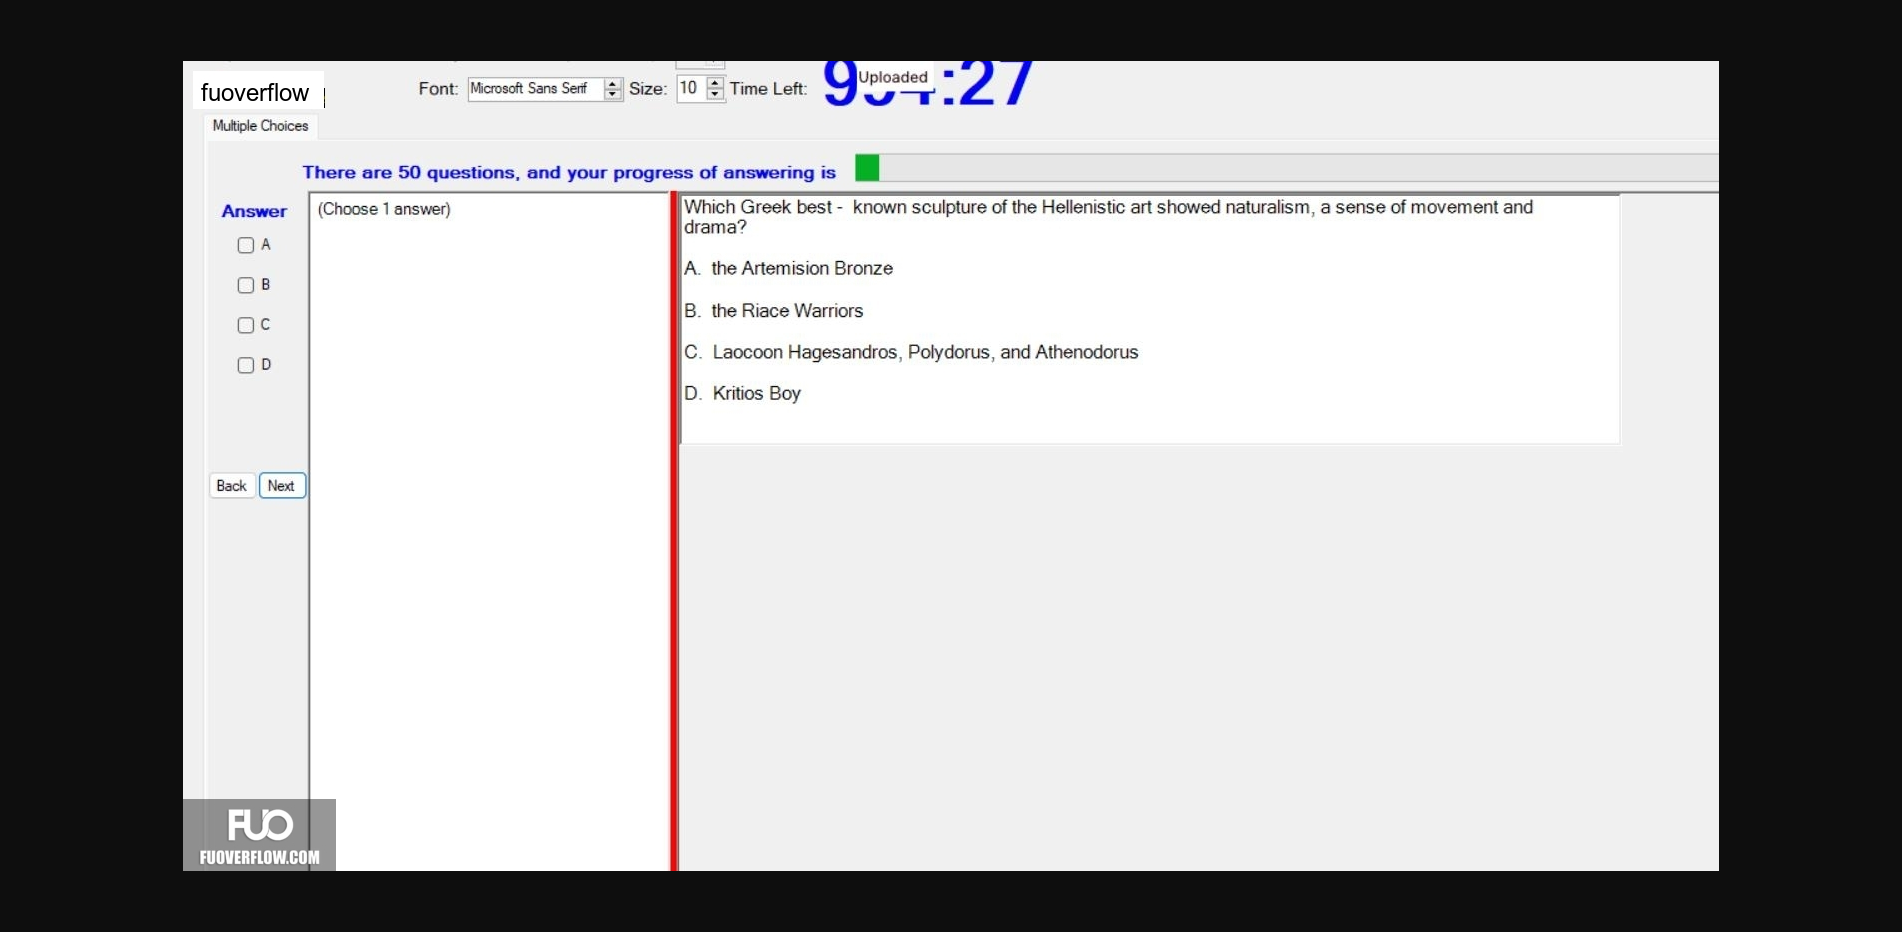 fuoverflow
Font: Microsoft Sans Serif Size: 10 Time Left: Uploaded :27
Multiple Choices
There are 50 questions, and your progress of answering is
Answer
(Choose 1 answer)
A
B
C
D
Back Next
Which Greek best -  known sculpture of the Hellenistic art showed naturalism, a sense of movement and
drama?
A.  the Artemision Bronze
B.  the Riace Warriors
C.  Laocoon Hagesandros, Polydorus, and Athenodorus
D.  Kritios Boy
FUO
FUOVERFLOW.COM